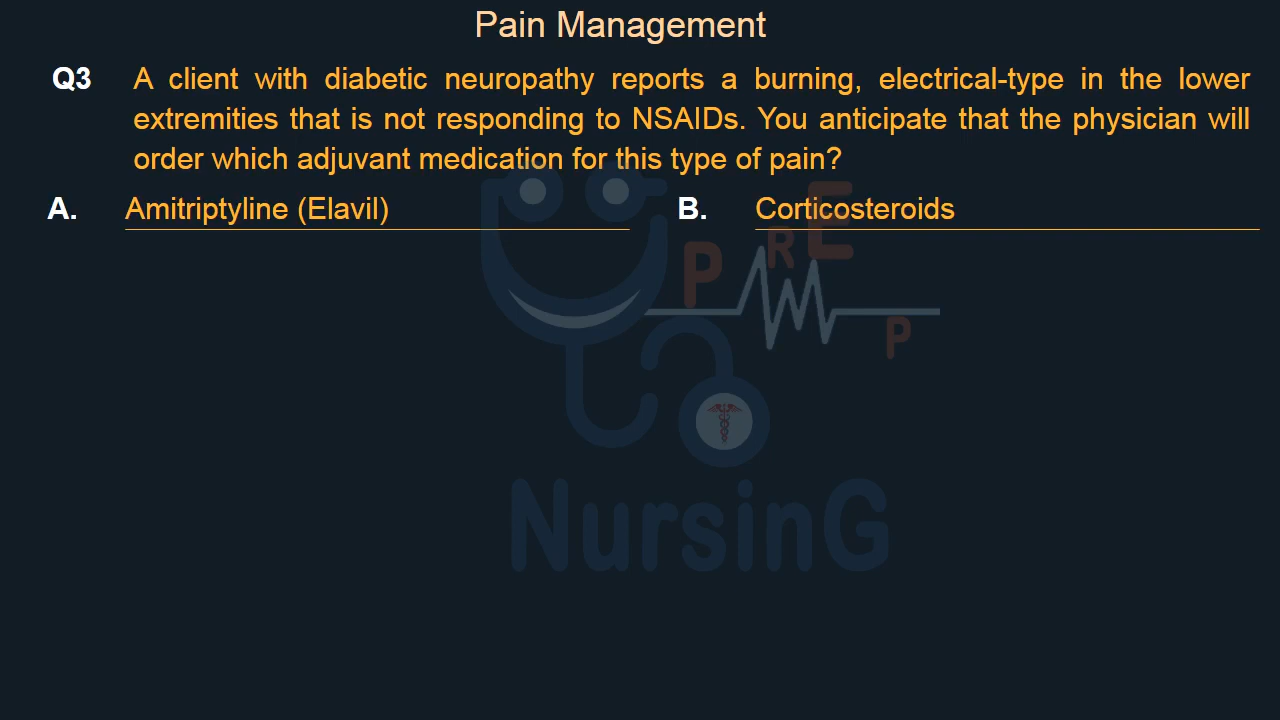 Pain Management
Q3 A client with diabetic neuropathy reports a burning, electrical-type in the lower
extremities that is not responding to NSAIDs. You anticipate that the physician will
order which adjuvant medication for this type of pain?
A. Amitriptyline (Elavil) B. Corticosteroids
PREP
NursinG